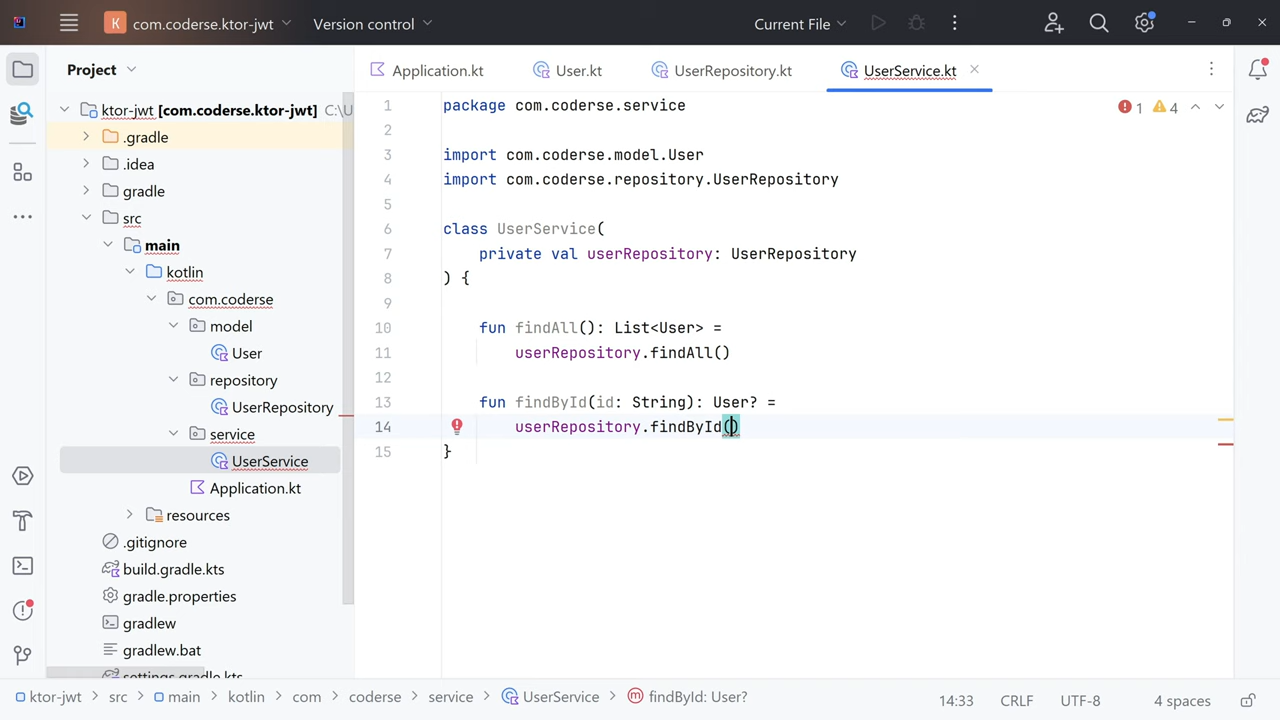 K com.coderse.ktor-jwt Version control Current File
Project
Application.kt User.kt UserRepository.kt UserService.kt
ktor-jwt [com.coderse.ktor-jwt] C:\U
.gradle
.idea
gradle
src
main
kotlin
com.coderse
model
User
repository
UserRepository
service
UserService
Application.kt
resources
.gitignore
build.gradle.kts
gradle.properties
gradlew
gradlew.bat
settings.gradle.kts
1 package com.coderse.service
2
3 import com.coderse.model.User
4 import com.coderse.repository.UserRepository
5
6 class UserService(
7 private val userRepository: UserRepository
8 ) {
9
10 fun findAll(): List<User> =
11 userRepository.findAll()
12
13 fun findById(id: String): User? =
14 userRepository.findById()
15 }
1 4
ktor-jwt > src > main > kotlin > com > coderse > service > UserService > findById: User?
14:33 CRLF UTF-8 4 spaces